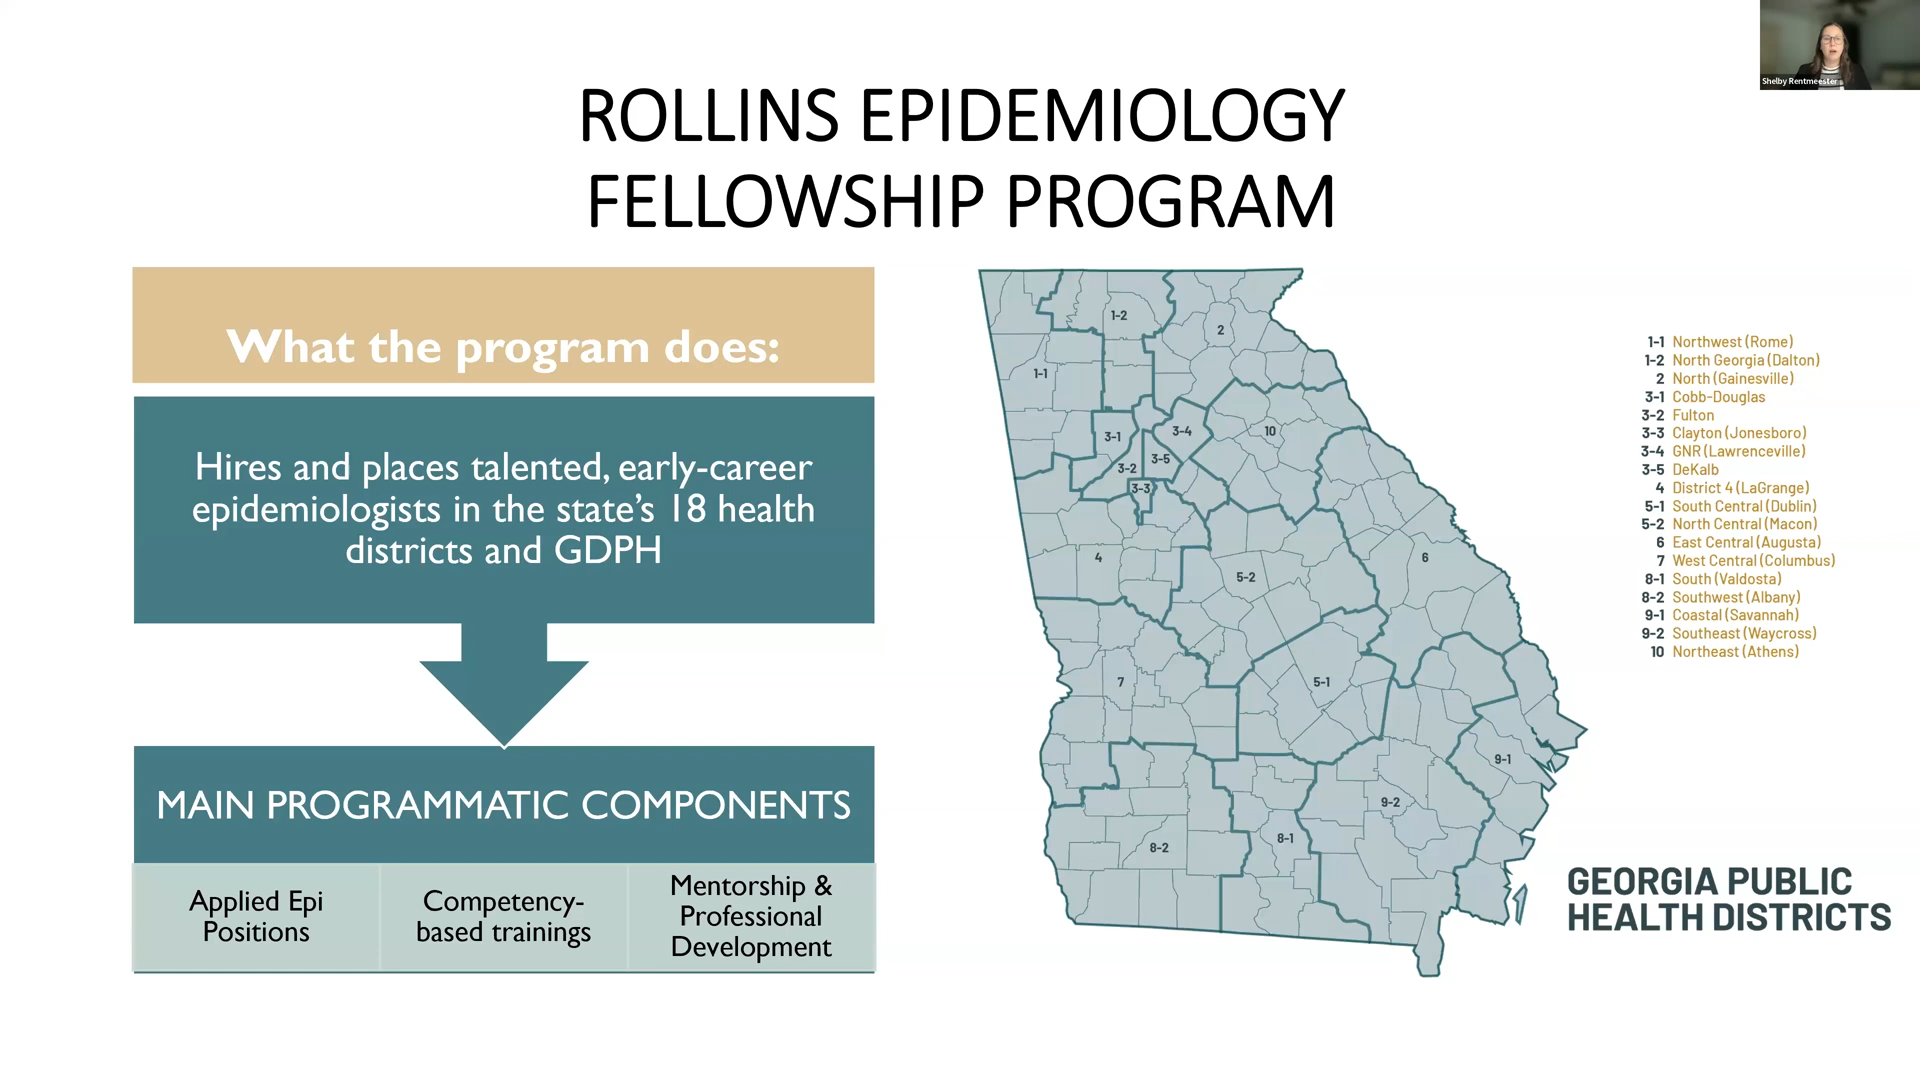 Shelby Rentmeester
ROLLINS EPIDEMIOLOGY
FELLOWSHIP PROGRAM
What the program does:
Hires and places talented, early-career
epidemiologists in the state's 18 health
districts and GDPH
MAIN PROGRAMMATIC COMPONENTS
Applied Epi
Positions
Competency-
based trainings
Mentorship &
Professional
Development
1-2
2
1-1
3-1
3-4
10
3-2
3-5
3-3
4
5-2
6
7
5-1
9-1
9-2
8-1
8-2
1-1 Northwest (Rome)
1-2 North Georgia (Dalton)
2 North (Gainesville)
3-1 Cobb-Douglas
3-2 Fulton
3-3 Clayton (Jonesboro)
3-4 GNR (Lawrenceville)
3-5 DeKalb
4 District 4 (LaGrange)
5-1 South Central (Dublin)
5-2 North Central (Macon)
6 East Central (Augusta)
7 West Central (Columbus)
8-1 South (Valdosta)
8-2 Southwest (Albany)
9-1 Coastal (Savannah)
9-2 Southeast (Waycross)
10 Northeast (Athens)
GEORGIA PUBLIC
HEALTH DISTRICTS